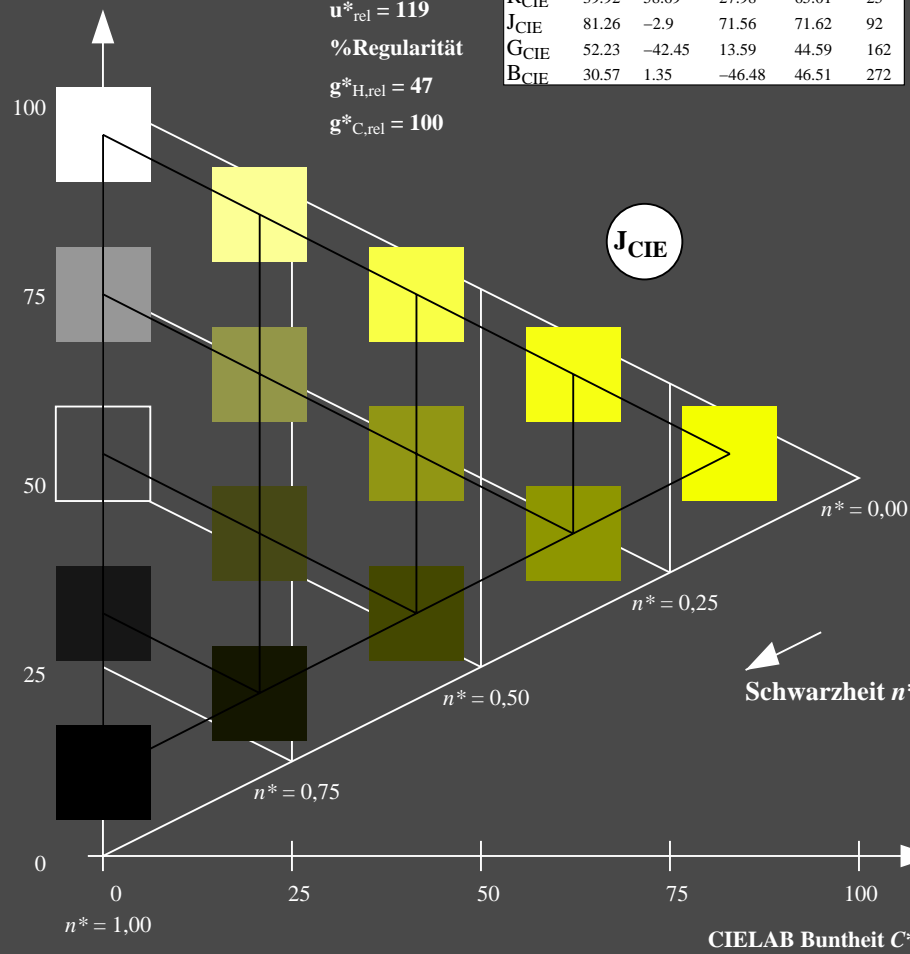 u*rel = 119
%Regularität
g*H,rel = 47
g*C,rel = 100
JCIE 81.26 −2.9 71.56 71.62 92
GCIE 52.23 −42.45 13.59 44.59 162
BCIE 30.57 1.35 −46.48 46.51 272
JCIE
100
75
50
25
0
n* = 0,00
n* = 0,25
n* = 0,50
n* = 0,75
Schwarzheit n*
0 25 50 75 100
n* = 1,00
CIELAB Buntheit C*